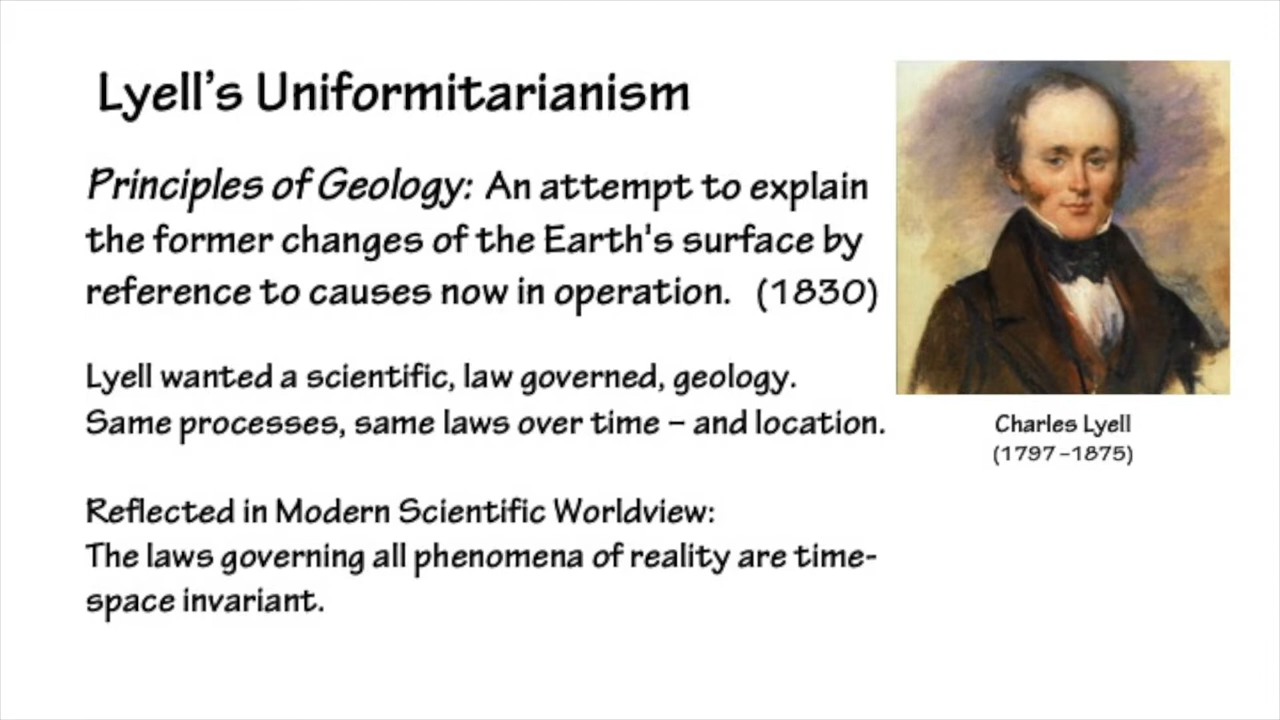 Lyell's Uniformitarianism
Principles of Geology: An attempt to explain
the former changes of the Earth's surface by
reference to causes now in operation. (1830)
Lyell wanted a scientific, law governed, geology.
Same processes, same laws over time – and location.
Reflected in Modern Scientific Worldview:
The laws governing all phenomena of reality are time-
space invariant.
Charles Lyell
(1797–1875)